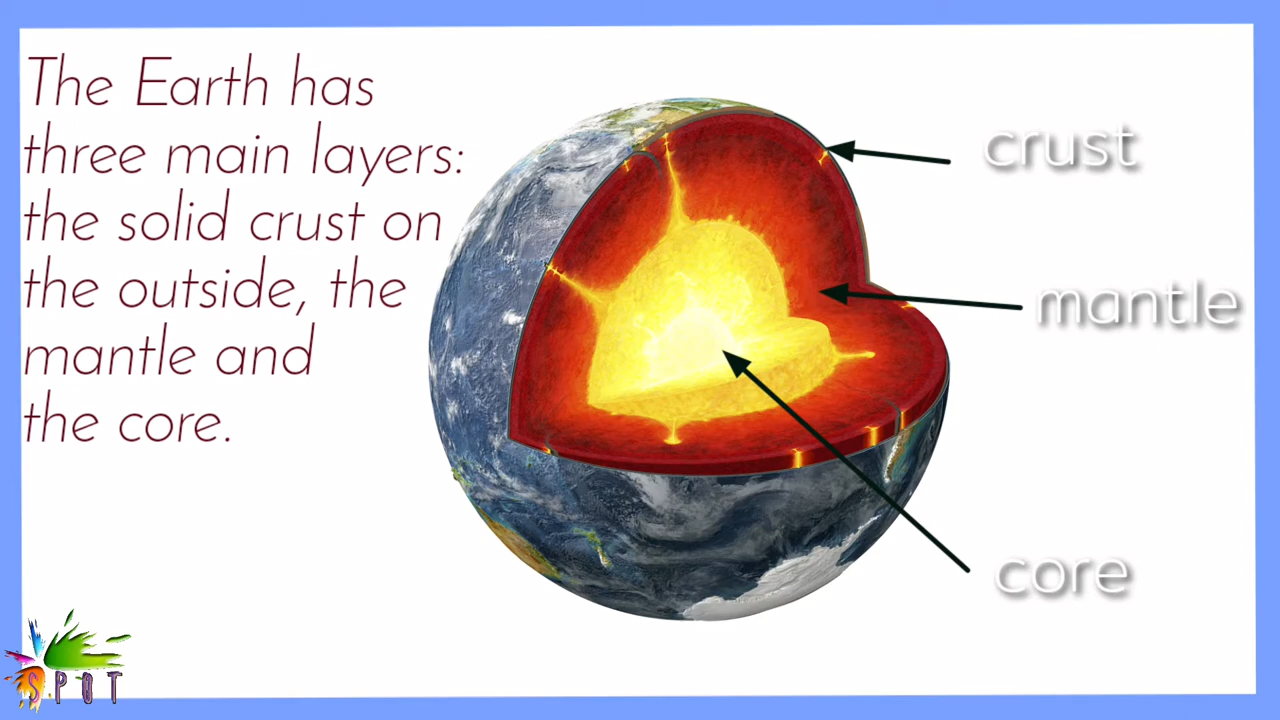 The Earth has
three main layers:
the solid crust on
the outside, the
mantle and
the core.
crust
mantle
core
SPOT